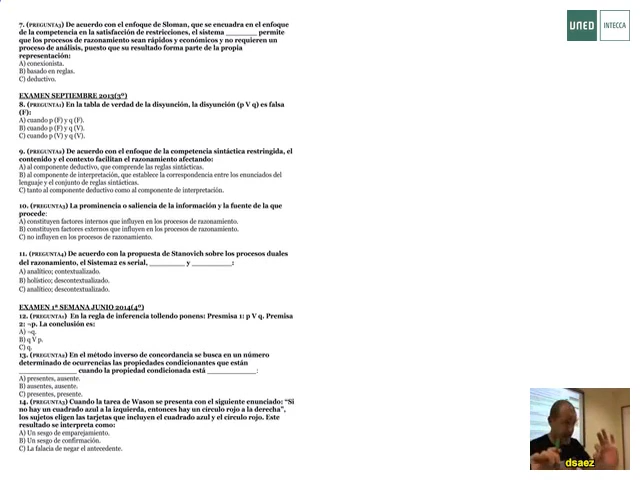 7. (PREGUNTA3) De acuerdo con el enfoque de Sloman, que se encuadra en el enfoque
de la competencia en la satisfacción de restricciones, el sistema _______ permite
que los procesos de razonamiento sean rápidos y económicos y no requieren un
proceso de análisis, puesto que su resultado forma parte de la propia
representación:
A) conexionista.
B) basado en reglas.
C) deductivo.
EXAMEN SEPTIEMBRE 2013(3º)
8. (PREGUNTA1) En la tabla de verdad de la disyunción, la disyunción (p V q) es falsa
(F):
A) cuando p (F) y q (F).
B) cuando p (F) y q (V).
C) cuando p (V) y q (V).
9. (PREGUNTA2) De acuerdo con el enfoque de la competencia sintáctica restringida, el
contenido y el contexto facilitan el razonamiento afectando:
A) al componente deductivo, que comprende las reglas sintácticas.
B) al componente de interpretación, que establece la correspondencia entre los enunciados del
lenguaje y el conjunto de reglas sintácticas.
C) tanto al componente deductivo como al componente de interpretación.
10. (PREGUNTA3) La prominencia o saliencia de la información y la fuente de la que
procede:
A) constituyen factores internos que influyen en los procesos de razonamiento.
B) constituyen factores externos que influyen en los procesos de razonamiento.
C) no influyen en los procesos de razonamiento.
11. (PREGUNTA4) De acuerdo con la propuesta de Stanovich sobre los procesos duales
del razonamiento, el Sistema2 es serial, ________ y _________:
A) analítico; contextualizado.
B) holístico; descontextualizado.
C) analítico; descontextualizado.
EXAMEN 1ª SEMANA JUNIO 2014(4º)
12. (PREGUNTA1) En la regla de inferencia tollendo ponens: Presmisa 1: p V q. Premisa
2: ¬p. La conclusión es:
A) ¬q.
B) q V p.
C) q.
13. (PREGUNTA2) En el método inverso de concordancia se busca en un número
determinado de ocurrencias las propiedades condicionantes que están
_____________ cuando la propiedad condicionada está ___________:
A) presentes, ausente.
B) ausentes, ausente.
C) presentes, presente.
14. (PREGUNTA3) Cuando la tarea de Wason se presenta con el siguiente enunciado: “Si
no hay un cuadrado azul a la izquierda, entonces hay un círculo rojo a la derecha”,
los sujetos eligen las tarjetas que incluyen el cuadrado azul y el círculo rojo. Este
resultado se interpreta como:
A) Un sesgo de emparejamiento.
B) Un sesgo de confirmación.
C) La falacia de negar el antecedente.
UNED
INTECCA
dsaez